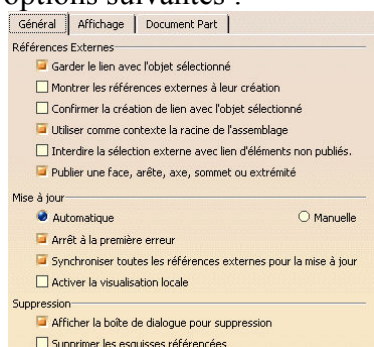 options suivantes :
Général Affichage Document Part
Références Externes
Garder le lien avec l'objet sélectionné
Montrer les références externes à leur création
Confirmer la création de lien avec l'objet sélectionné
Utiliser comme contexte la racine de l'assemblage
Interdire la sélection externe avec lien d'éléments non publiés.
Publier une face, arête, axe, sommet ou extrémité
Mise à jour
Automatique Manuelle
Arrêt à la première erreur
Synchroniser toutes les références externes pour la mise à jour
Activer la visualisation locale
Suppression
Afficher la boîte de dialogue pour suppression
Supprimer les esquisses référencées